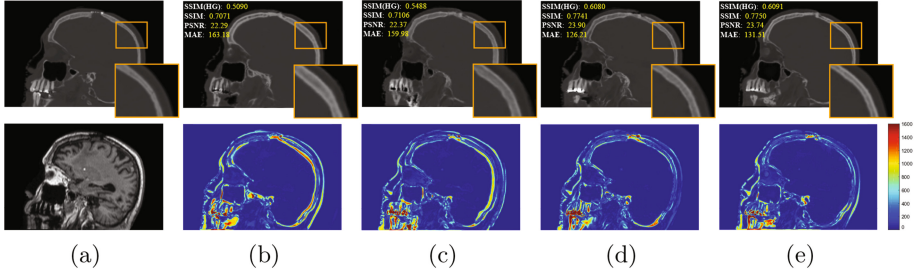 SSIM(HG): 0.5090
SSIM: 0.7071
PSNR: 22.29
MAE: 163.18
SSIM(HG): 0.5488
SSIM: 0.7106
PSNR: 22.37
MAE: 159.98
SSIM(HG): 0.6080
SSIM: 0.7741
PSNR: 23.90
MAE: 126.21
SSIM(HG): 0.6091
SSIM: 0.7750
PSNR: 23.74
MAE: 131.51
1600
1400
1200
1000
800
600
400
200
0
(a)
(b)
(c)
(d)
(e)